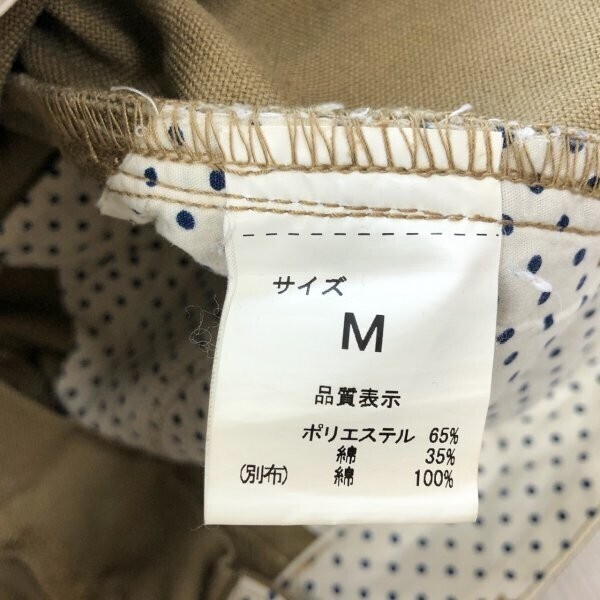 サイズ
M
品質表示
ポリエステル 65%
綿 35%
(別布) 綿 100%